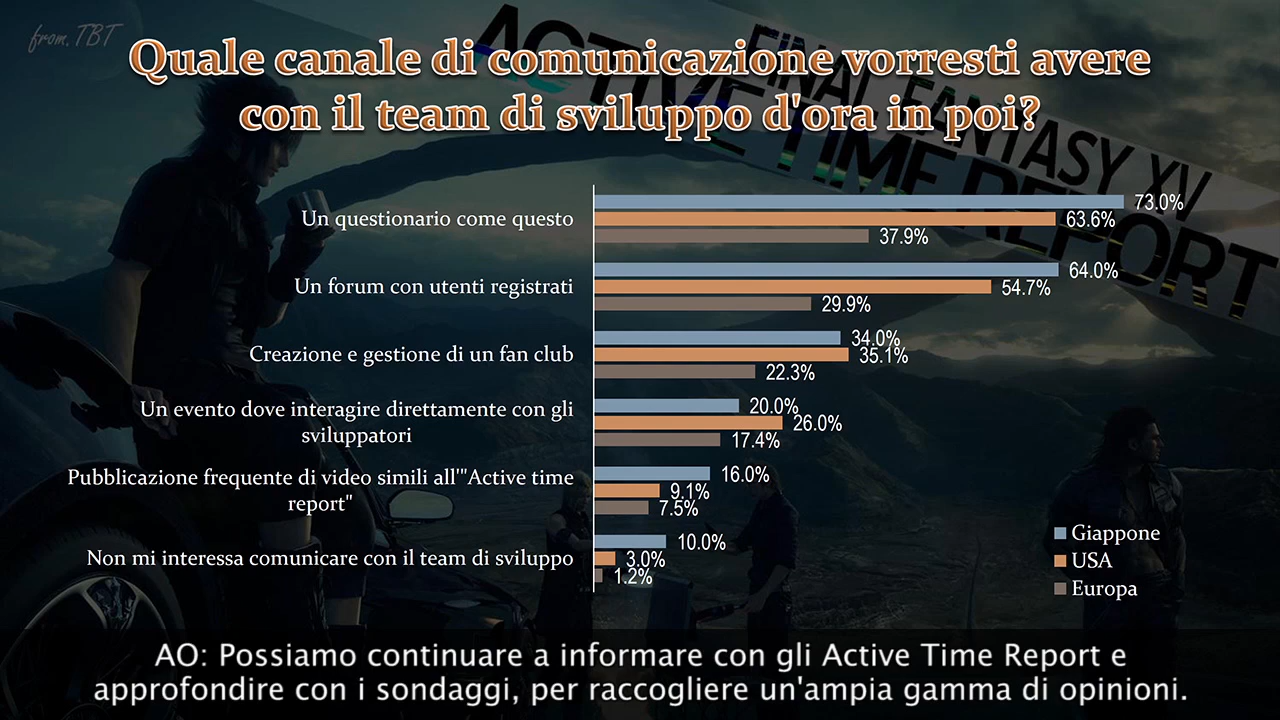 from. TBT
ACTIVE TIME REPORT
FINAL FANTASY XV
Quale canale di comunicazione vorresti avere
con il team di sviluppo d'ora in poi?
Un questionario come questo
73.0%
63.6%
37.9%
Un forum con utenti registrati
64.0%
54.7%
29.9%
Creazione e gestione di un fan club
34.0%
35.1%
22.3%
Un evento dove interagire direttamente con gli
sviluppatori
20.0%
26.0%
17.4%
Pubblicazione frequente di video simili all'"Active time
report"
16.0%
9.1%
7.5%
Non mi interessa comunicare con il team di sviluppo
10.0%
3.0%
1.2%
Giappone
USA
Europa
AO: Possiamo continuare a informare con gli Active Time Report e
approfondire con i sondaggi, per raccogliere un'ampia gamma di opinioni.